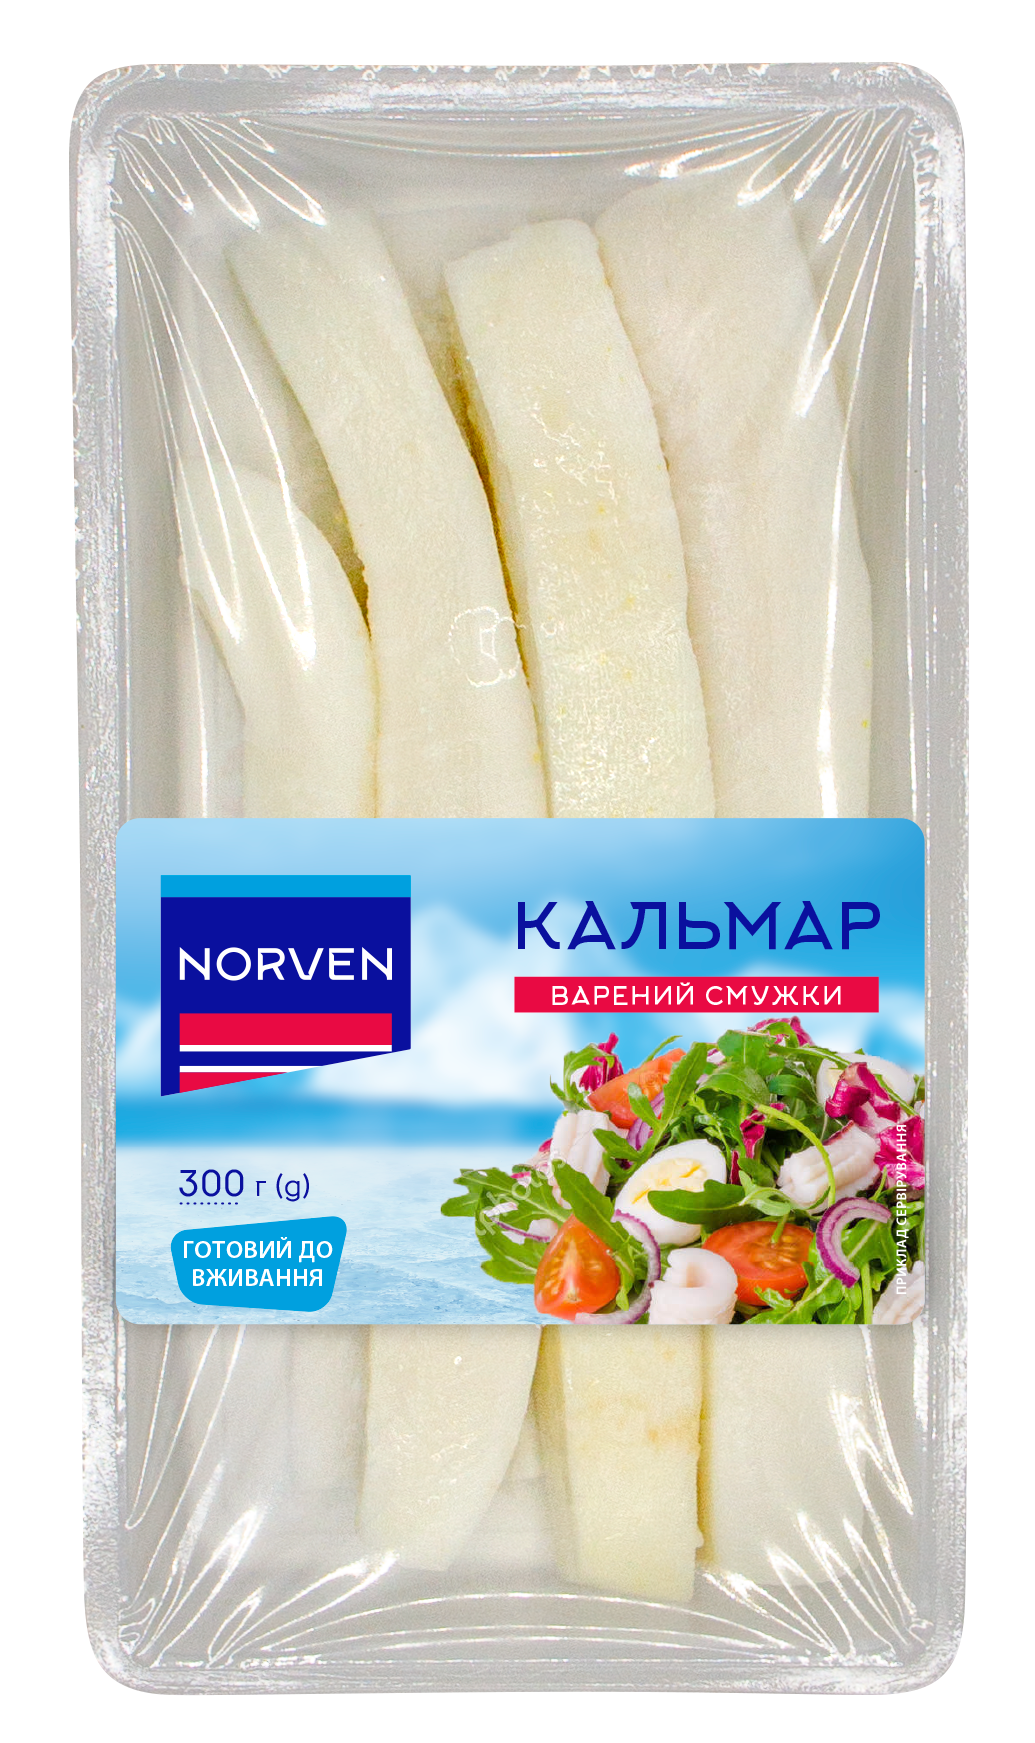 NORVEN
КАЛЬМАР
ВАРЕНИЙ СМУЖКИ
300 г (g)
ГОТОВИЙ ДО
ВЖИВАННЯ
ПРИКЛАД СЕРВІРУВАННЯ